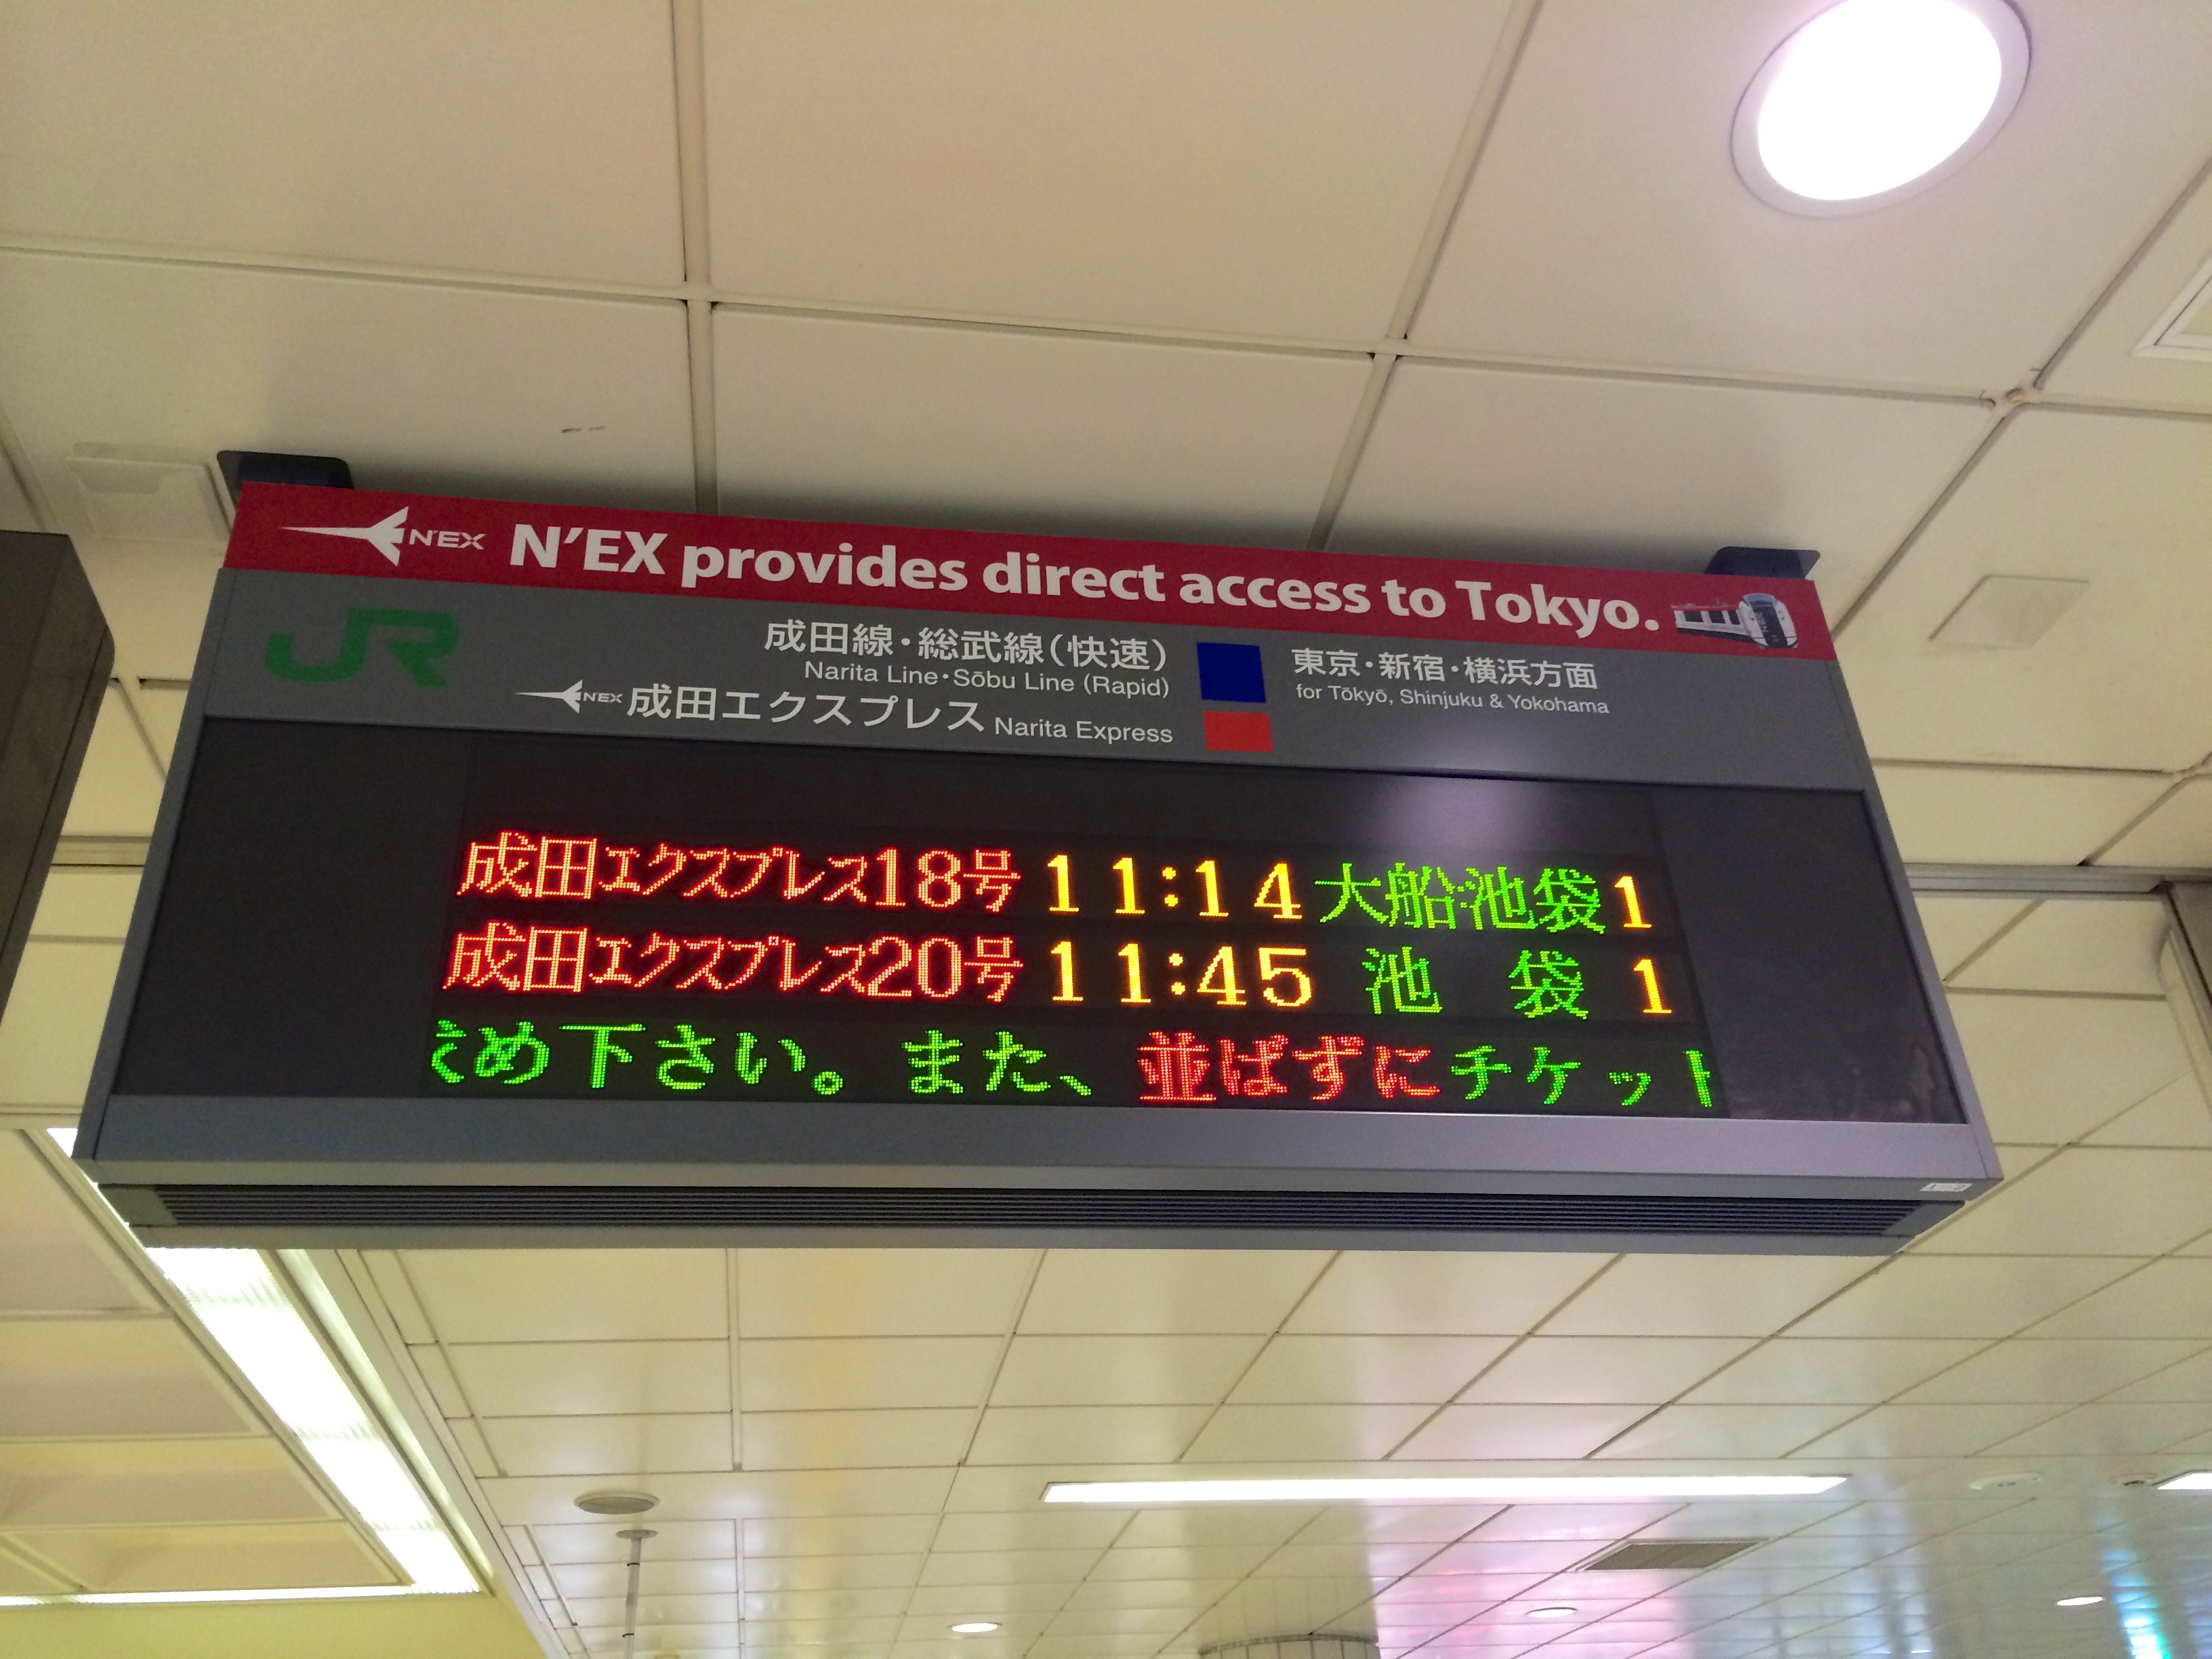 N'EX N'EX provides direct access to Tokyo.
JR
成田線・総武線(快速)
Narita Line・Sōbu Line (Rapid)
N'EX 成田エクスプレス Narita Express
東京・新宿・横浜方面
for Tōkyō, Shinjuku & Yokohama
成田エクスプレス18号 11:14 大船・池袋 1
成田エクスプレス20号 11:45 池袋 1
め下さい。また、並ばずにチケット